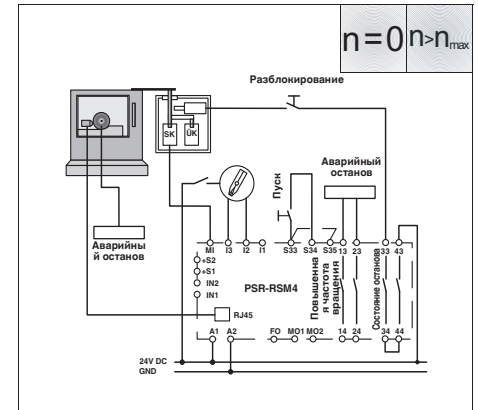 n=0
n>nmax
Разблокирование
SK
ÜK
Аварийный
останов
Пуск
Аварийны
й останов
MI
I3
I2
I1
S33
S34
S35
13
23
33
43
+S2
+S1
IN2
IN1
PSR-RSM4
Повышенна
я частота
вращения
Состояние останова
RJ45
A1
A2
FO
MO1
MO2
14
24
34
44
24V DC
GND